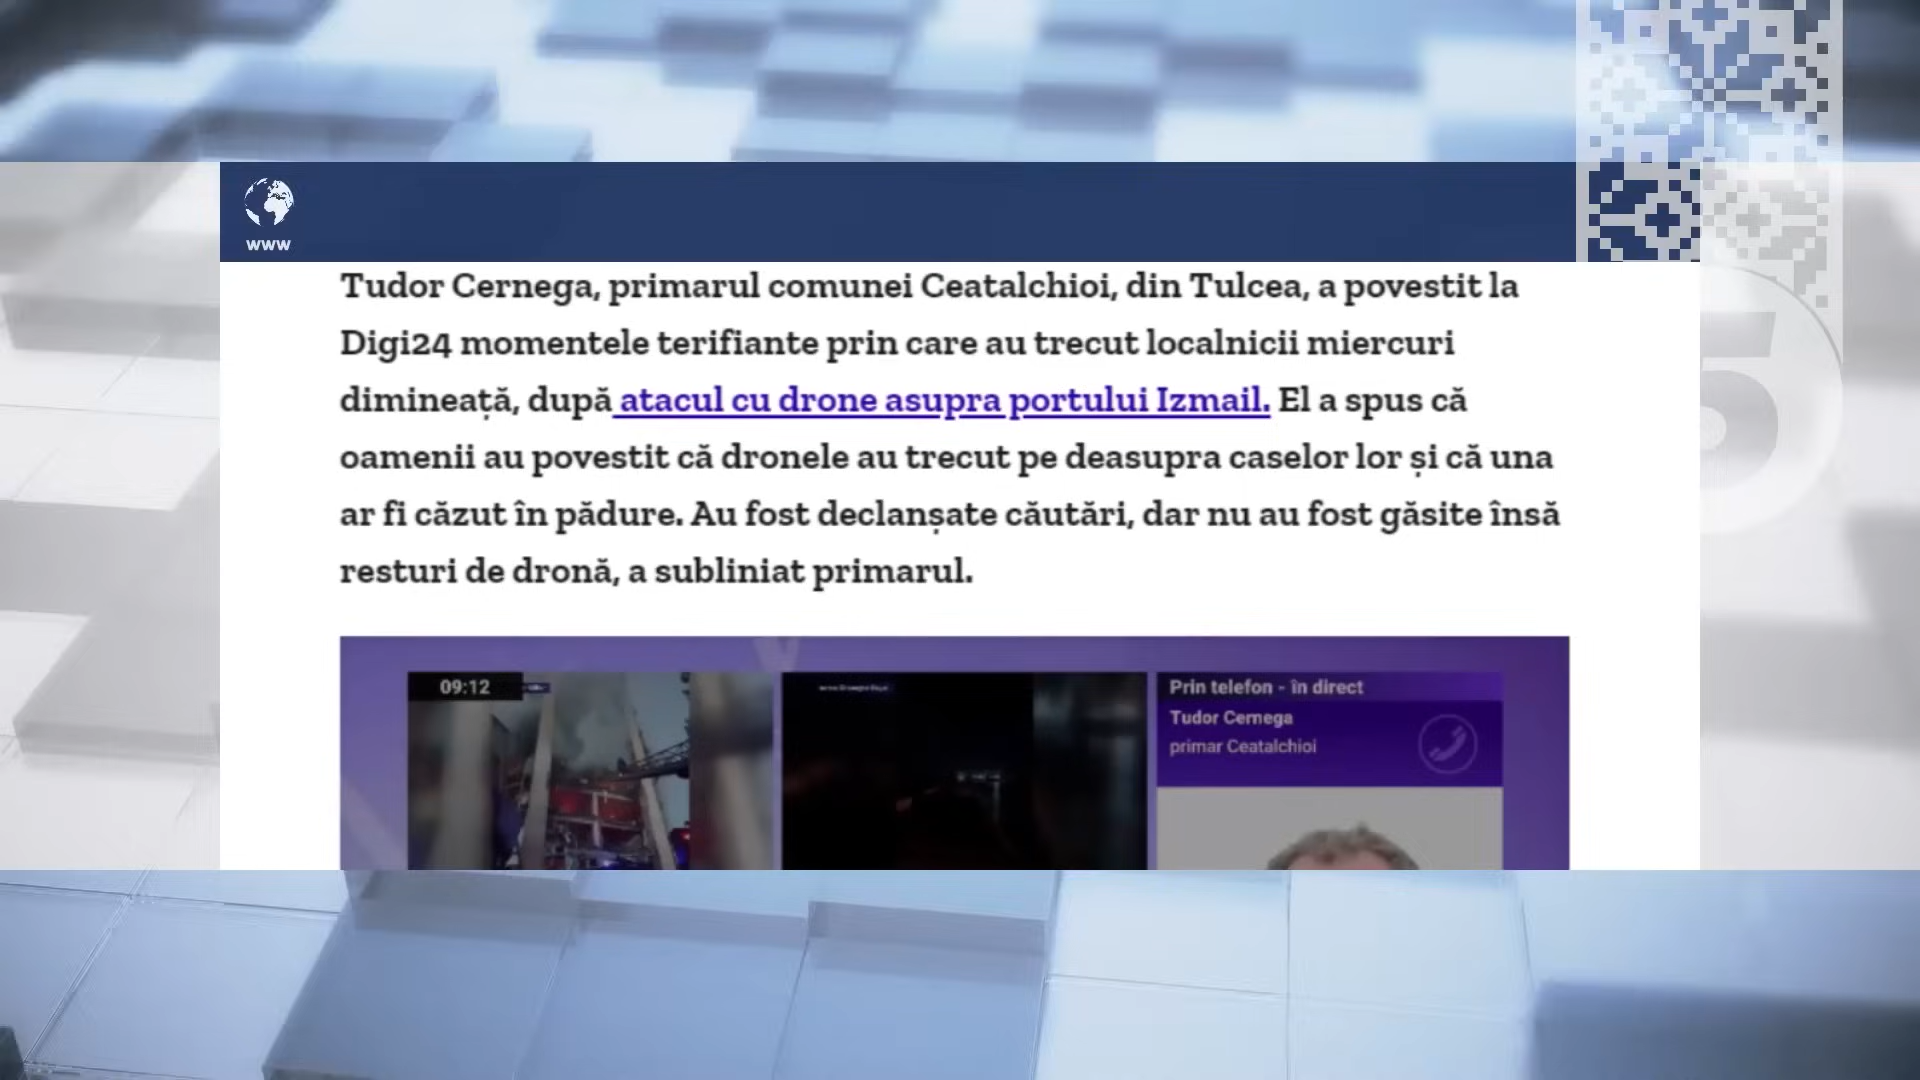 www
Tudor Cernega, primarul comunei Ceatalchioi, din Tulcea, a povestit la
Digi24 momentele terifiante prin care au trecut localnicii miercuri
dimineață, după atacul cu drone asupra portului Izmail. El a spus că
oamenii au povestit că dronele au trecut pe deasupra caselor lor și că una
ar fi căzut în pădure. Au fost declanșate căutări, dar nu au fost găsite însă
resturi de dronă, a subliniat primarul.
09:12
Prin telefon - în direct
Tudor Cernega
primar Ceatalchioi
5